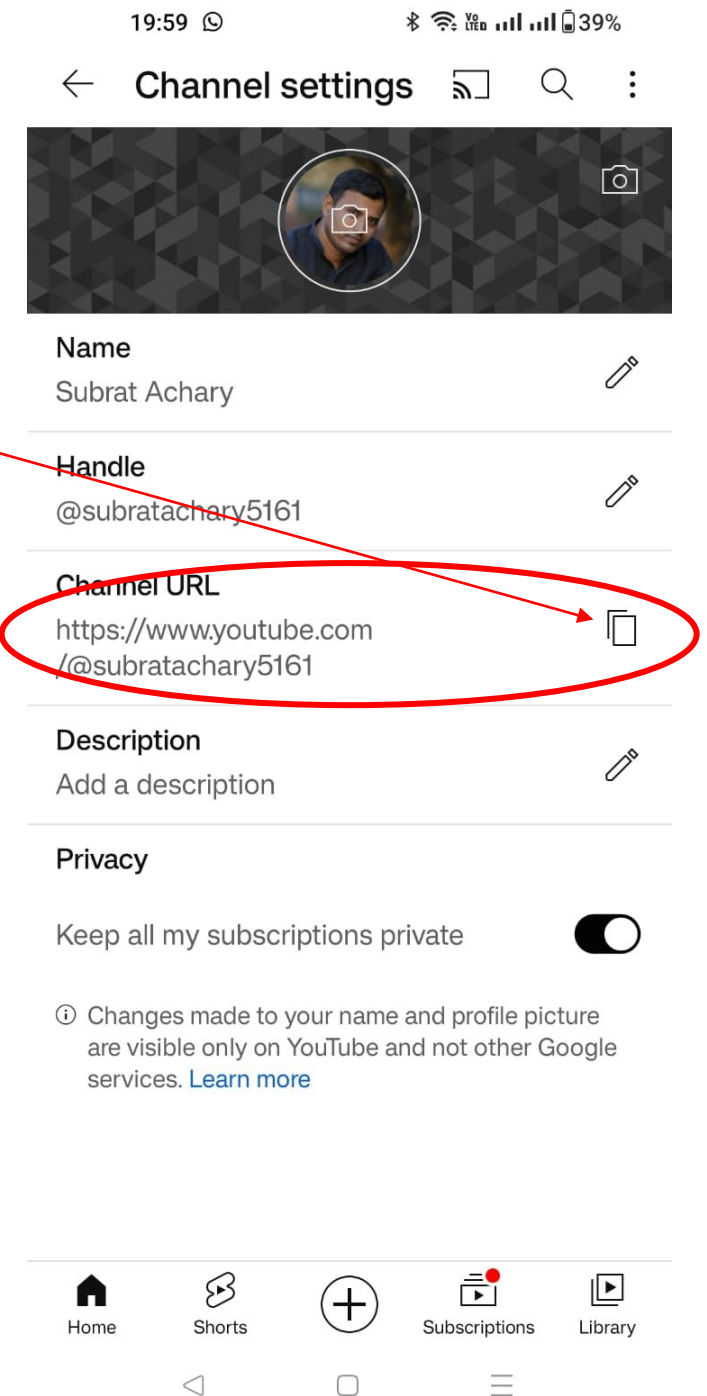 19:59
Vo
LTED
39%
Channel settings
Name
Subrat Achary
Handle
@subratachary5161
Channel URL
https://www.youtube.com
/@subratachary5161
Description
Add a description
Privacy
Keep all my subscriptions private
Changes made to your name and profile picture
are visible only on YouTube and not other Google
services. Learn more
Home Shorts Subscriptions Library